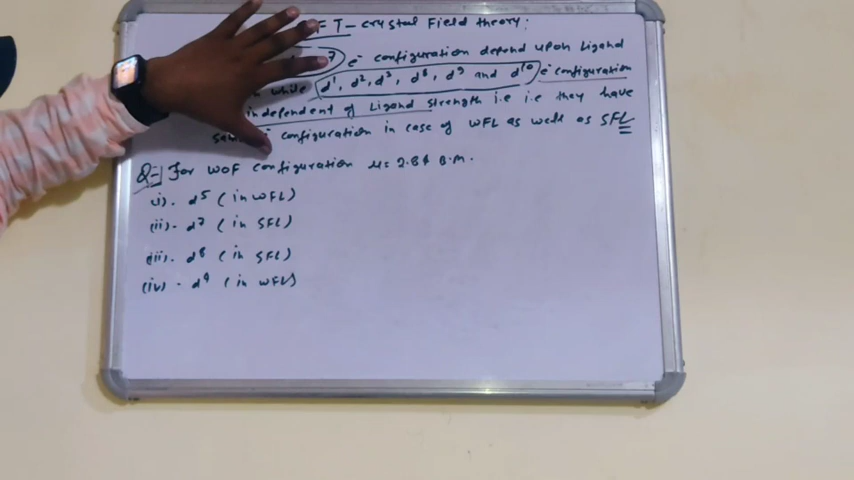 F T - crystal Field theory:
7 e⁻ configuration depend upon Ligand
while d¹, d², d³, d⁸, d⁹ and d¹⁰ e⁻ configuration
independent of Ligand strength i.e i.e they have
configuration in case of WFL as well as SFL
Q- For WOF configuration μ= 2.84 B.M.
(i). d⁵ (in WFL)
(ii)- d⁷ (in SFL)
(iii). d⁸ (in SFL)
(iv) - d⁹ (in WFL)